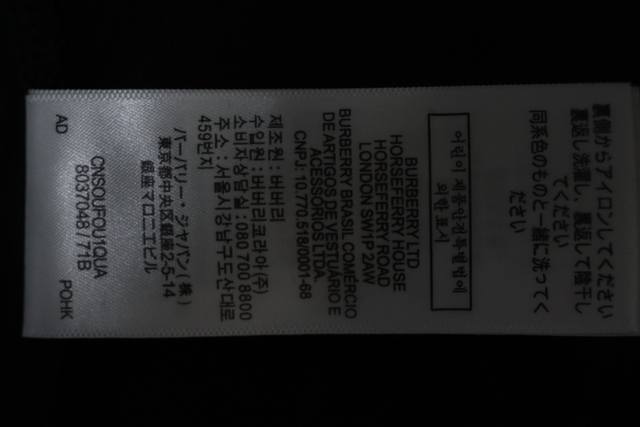 裏側からアイロンしてください
裏返し洗濯し、裏返して陰干し
てください
同系色のものと一緒に洗ってく
ださい
어린이 제품안전특별법에
의한 표시
BURBERRY LTD
HORSEFERRY HOUSE
HORSEFERRY ROAD
LONDON SW1P 2AW
BURBERRY BRASIL COMÉRCIO
DE ARTIGOS DE VESTUÁRIO E
ACESSÓRIOS LTDA.
CNPJ: 10.770.518/0001-68
제조원 : 버버리
수입원 : 버버리코리아(주)
소비자상담실 : 080 700 8800
주소 : 서울시강남구도산대로
459번지
バーバリー・ジャパン(株)
東京都中央区銀座2-5-14
銀座マロニエビル
CNSOUFOU1QUA
8037048 / 71B
AD
POHK